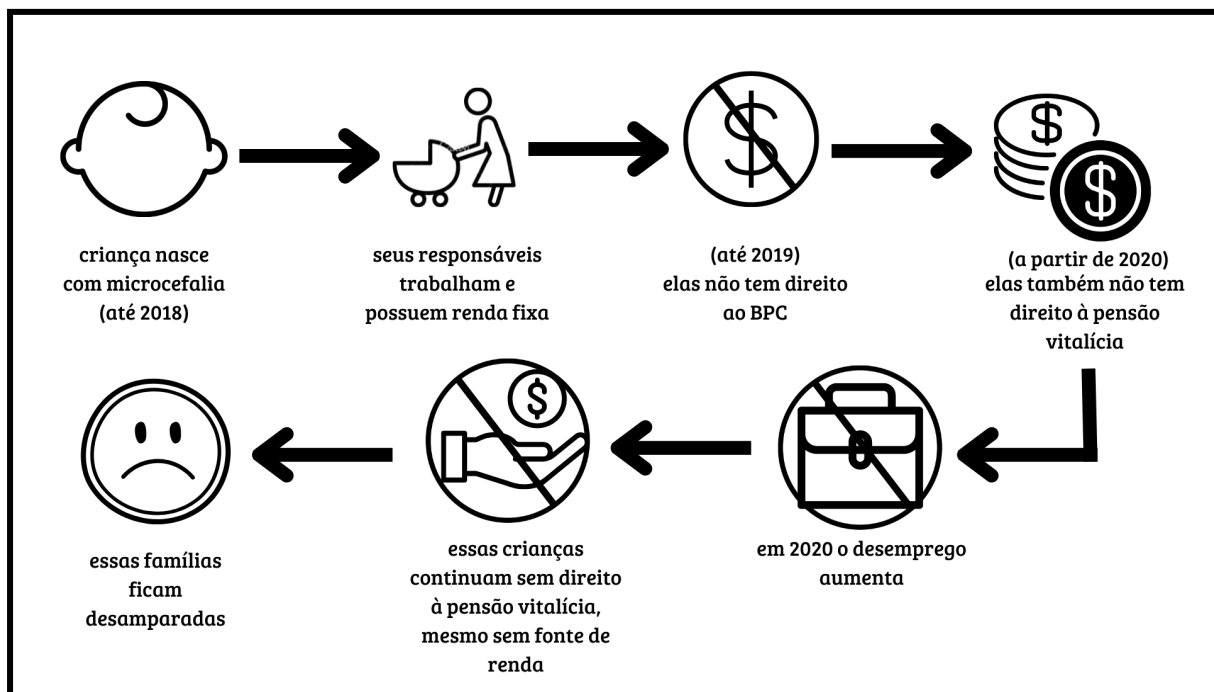 criança nasce
com microcefalia
(até 2018)
seus responsáveis
trabalham e
possuem renda fixa
(até 2019)
elas não tem direito
ao BPC
(a partir de 2020)
elas também não tem
direito à pensão
vitalícia
em 2020 o desemprego
aumenta
essas crianças
continuam sem direito
à pensão vitalícia,
mesmo sem fonte de
renda
essas famílias
ficam
desamparadas